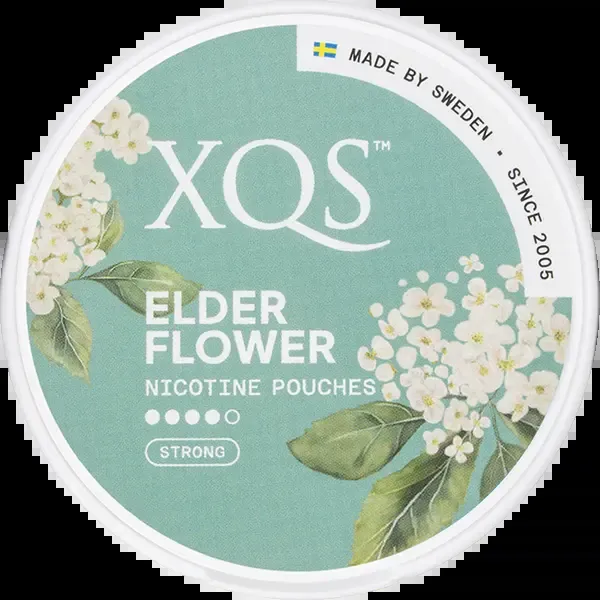 MADE BY SWEDEN • SINCE 2005
XQS™
ELDER
FLOWER
NICOTINE POUCHES
STRONG